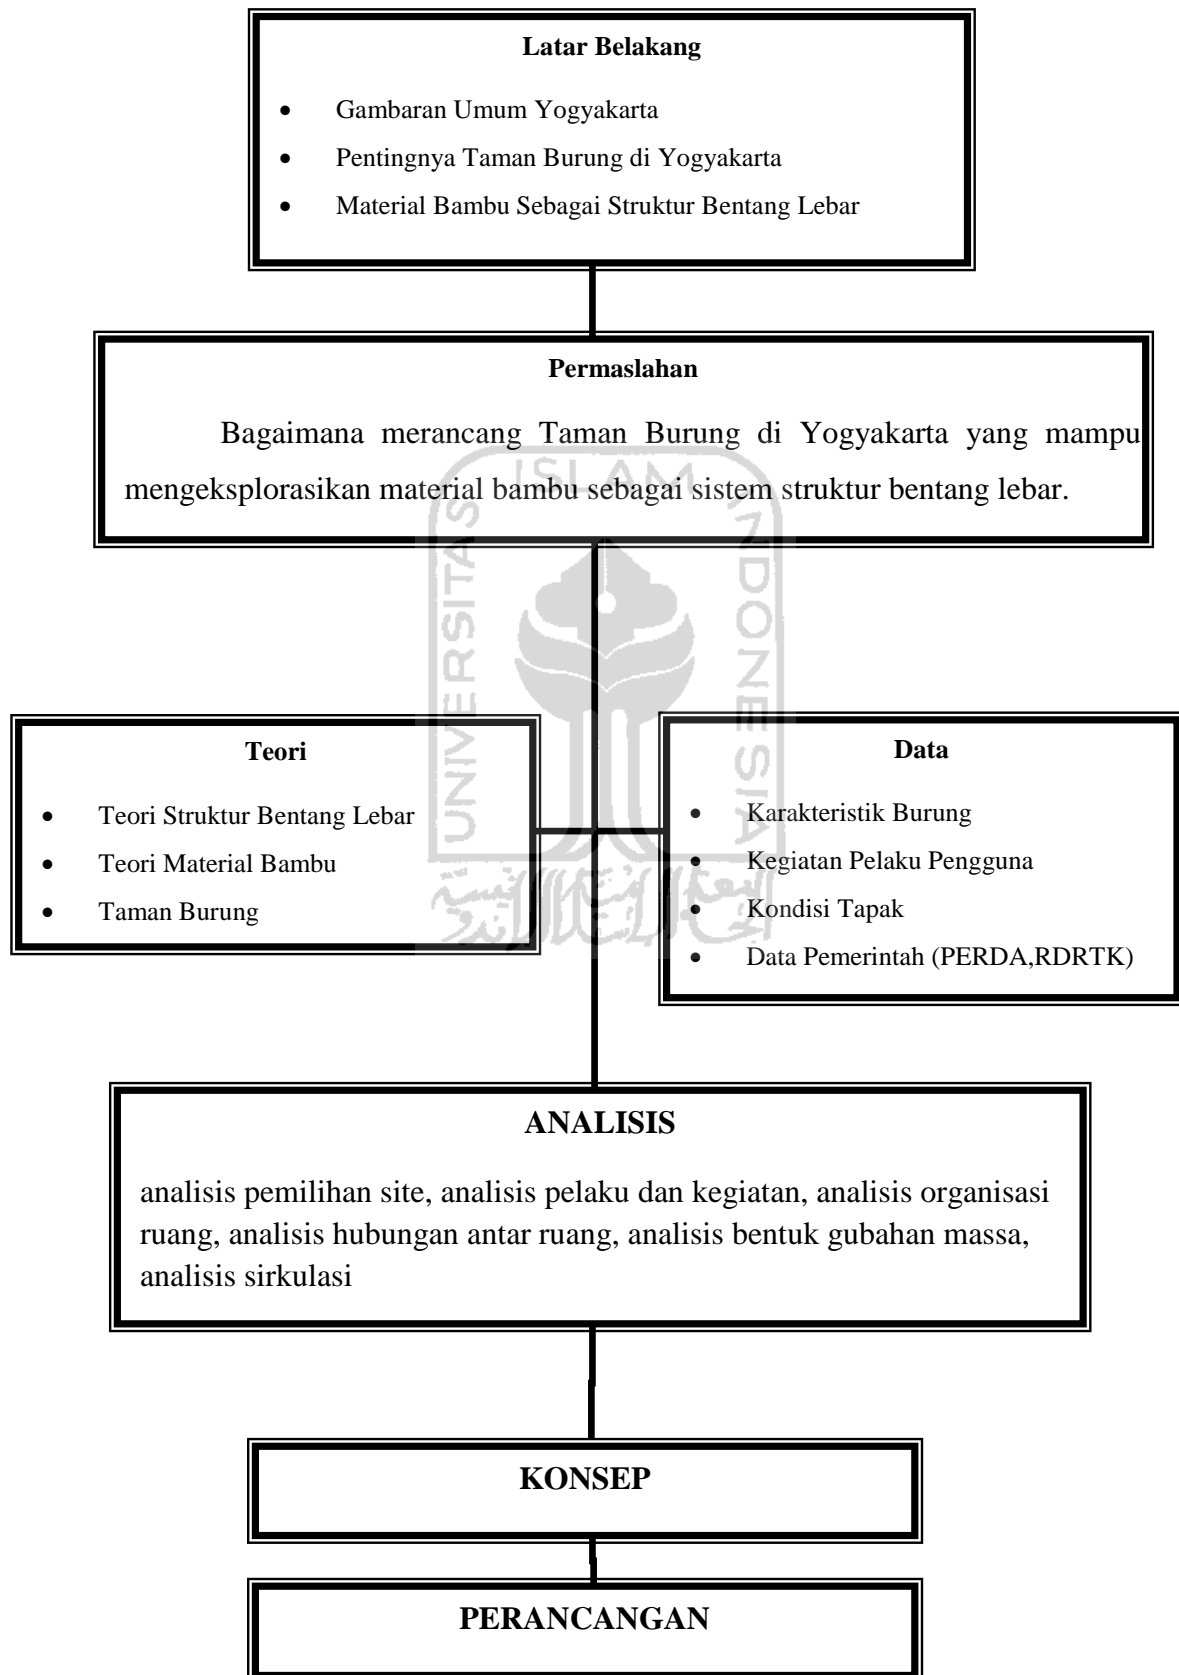 Latar Belakang
• Gambaran Umum Yogyakarta
• Pentingnya Taman Burung di Yogyakarta
• Material Bambu Sebagai Struktur Bentang Lebar
Permaslahan
Bagaimana merancang Taman Burung di Yogyakarta yang mampu
mengeksplorasikan material bambu sebagai sistem struktur bentang lebar.
UNIVERSITAS
ISLAM
INDONESIA
Teori
• Teori Struktur Bentang Lebar
• Teori Material Bambu
• Taman Burung
Data
• Karakteristik Burung
• Kegiatan Pelaku Pengguna
• Kondisi Tapak
• Data Pemerintah (PERDA,RDRTK)
ANALISIS
analisis pemilihan site, analisis pelaku dan kegiatan, analisis organisasi
ruang, analisis hubungan antar ruang, analisis bentuk gubahan massa,
analisis sirkulasi
KONSEP
PERANCANGAN